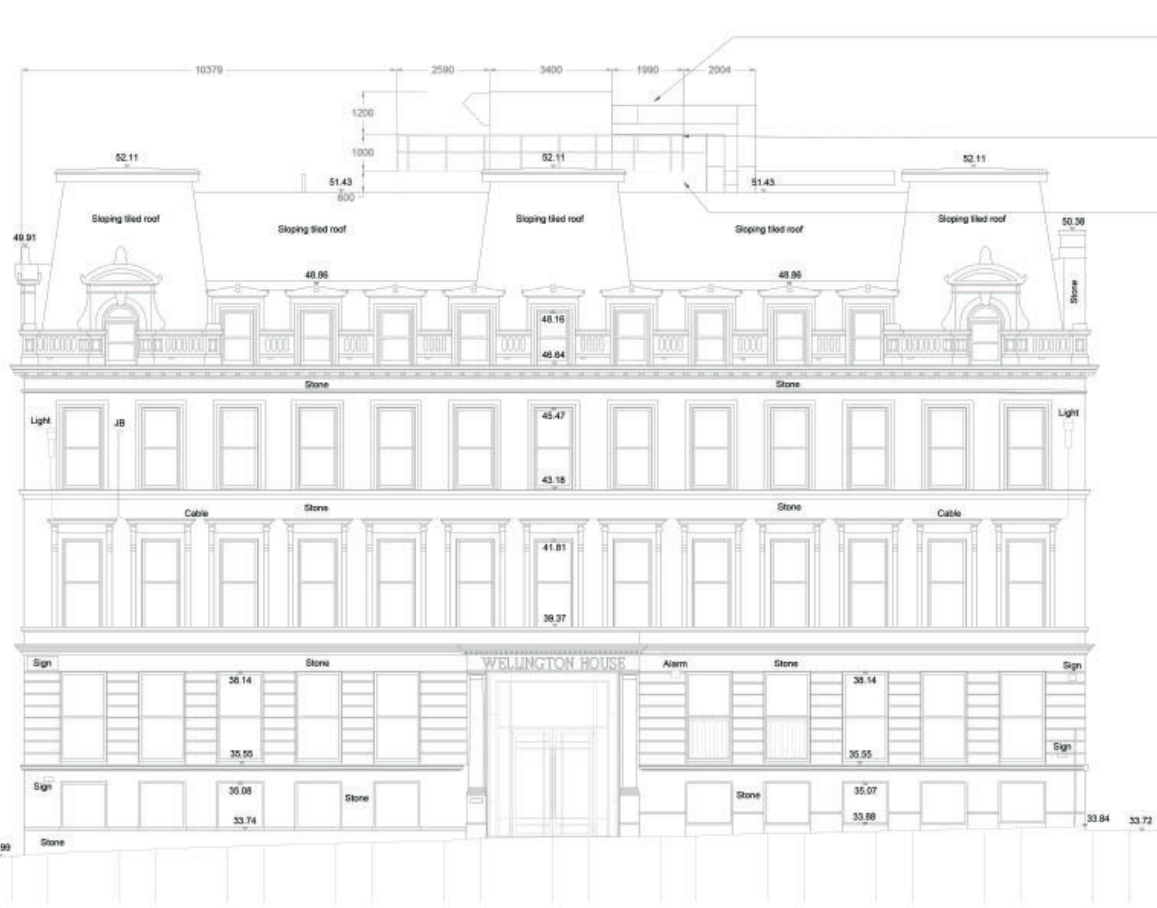 10379 2590 3400 1990 2004
1200
1000
600
52.11 52.11 52.11
51.43 51.43
Sloping tiled roof Sloping tiled roof Sloping tiled roof Sloping tiled roof Sloping tiled roof
49.91 50.38
48.86 48.86
Stone
48.16
46.64
Stone Stone
Light JB 45.47 Light
43.18
Cable Stone Stone Cable
41.81
39.37
Sign Stone WELLINGTON HOUSE Alarm Stone Sign
38.14 38.14
35.55 35.55 Sign
Sign 35.08 Stone Stone 35.07
33.74 33.88 33.84 33.72
99 Stone